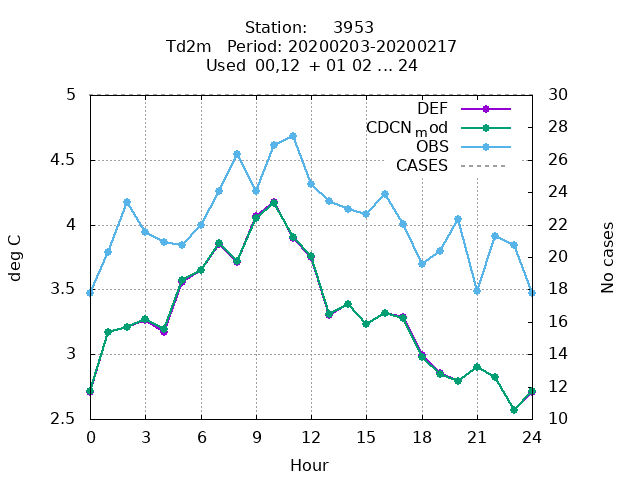 Station: 3953
Td2m Period: 20200203-20200217
Used 00,12 + 01 02 ... 24
5 30
DEF
28
CDCN_mod
OBS
4.5 26
CASES
24
4 22
deg C
No cases
20
3.5 18
16
3 14
12
2.5 10
0 3 6 9 12 15 18 21 24
Hour